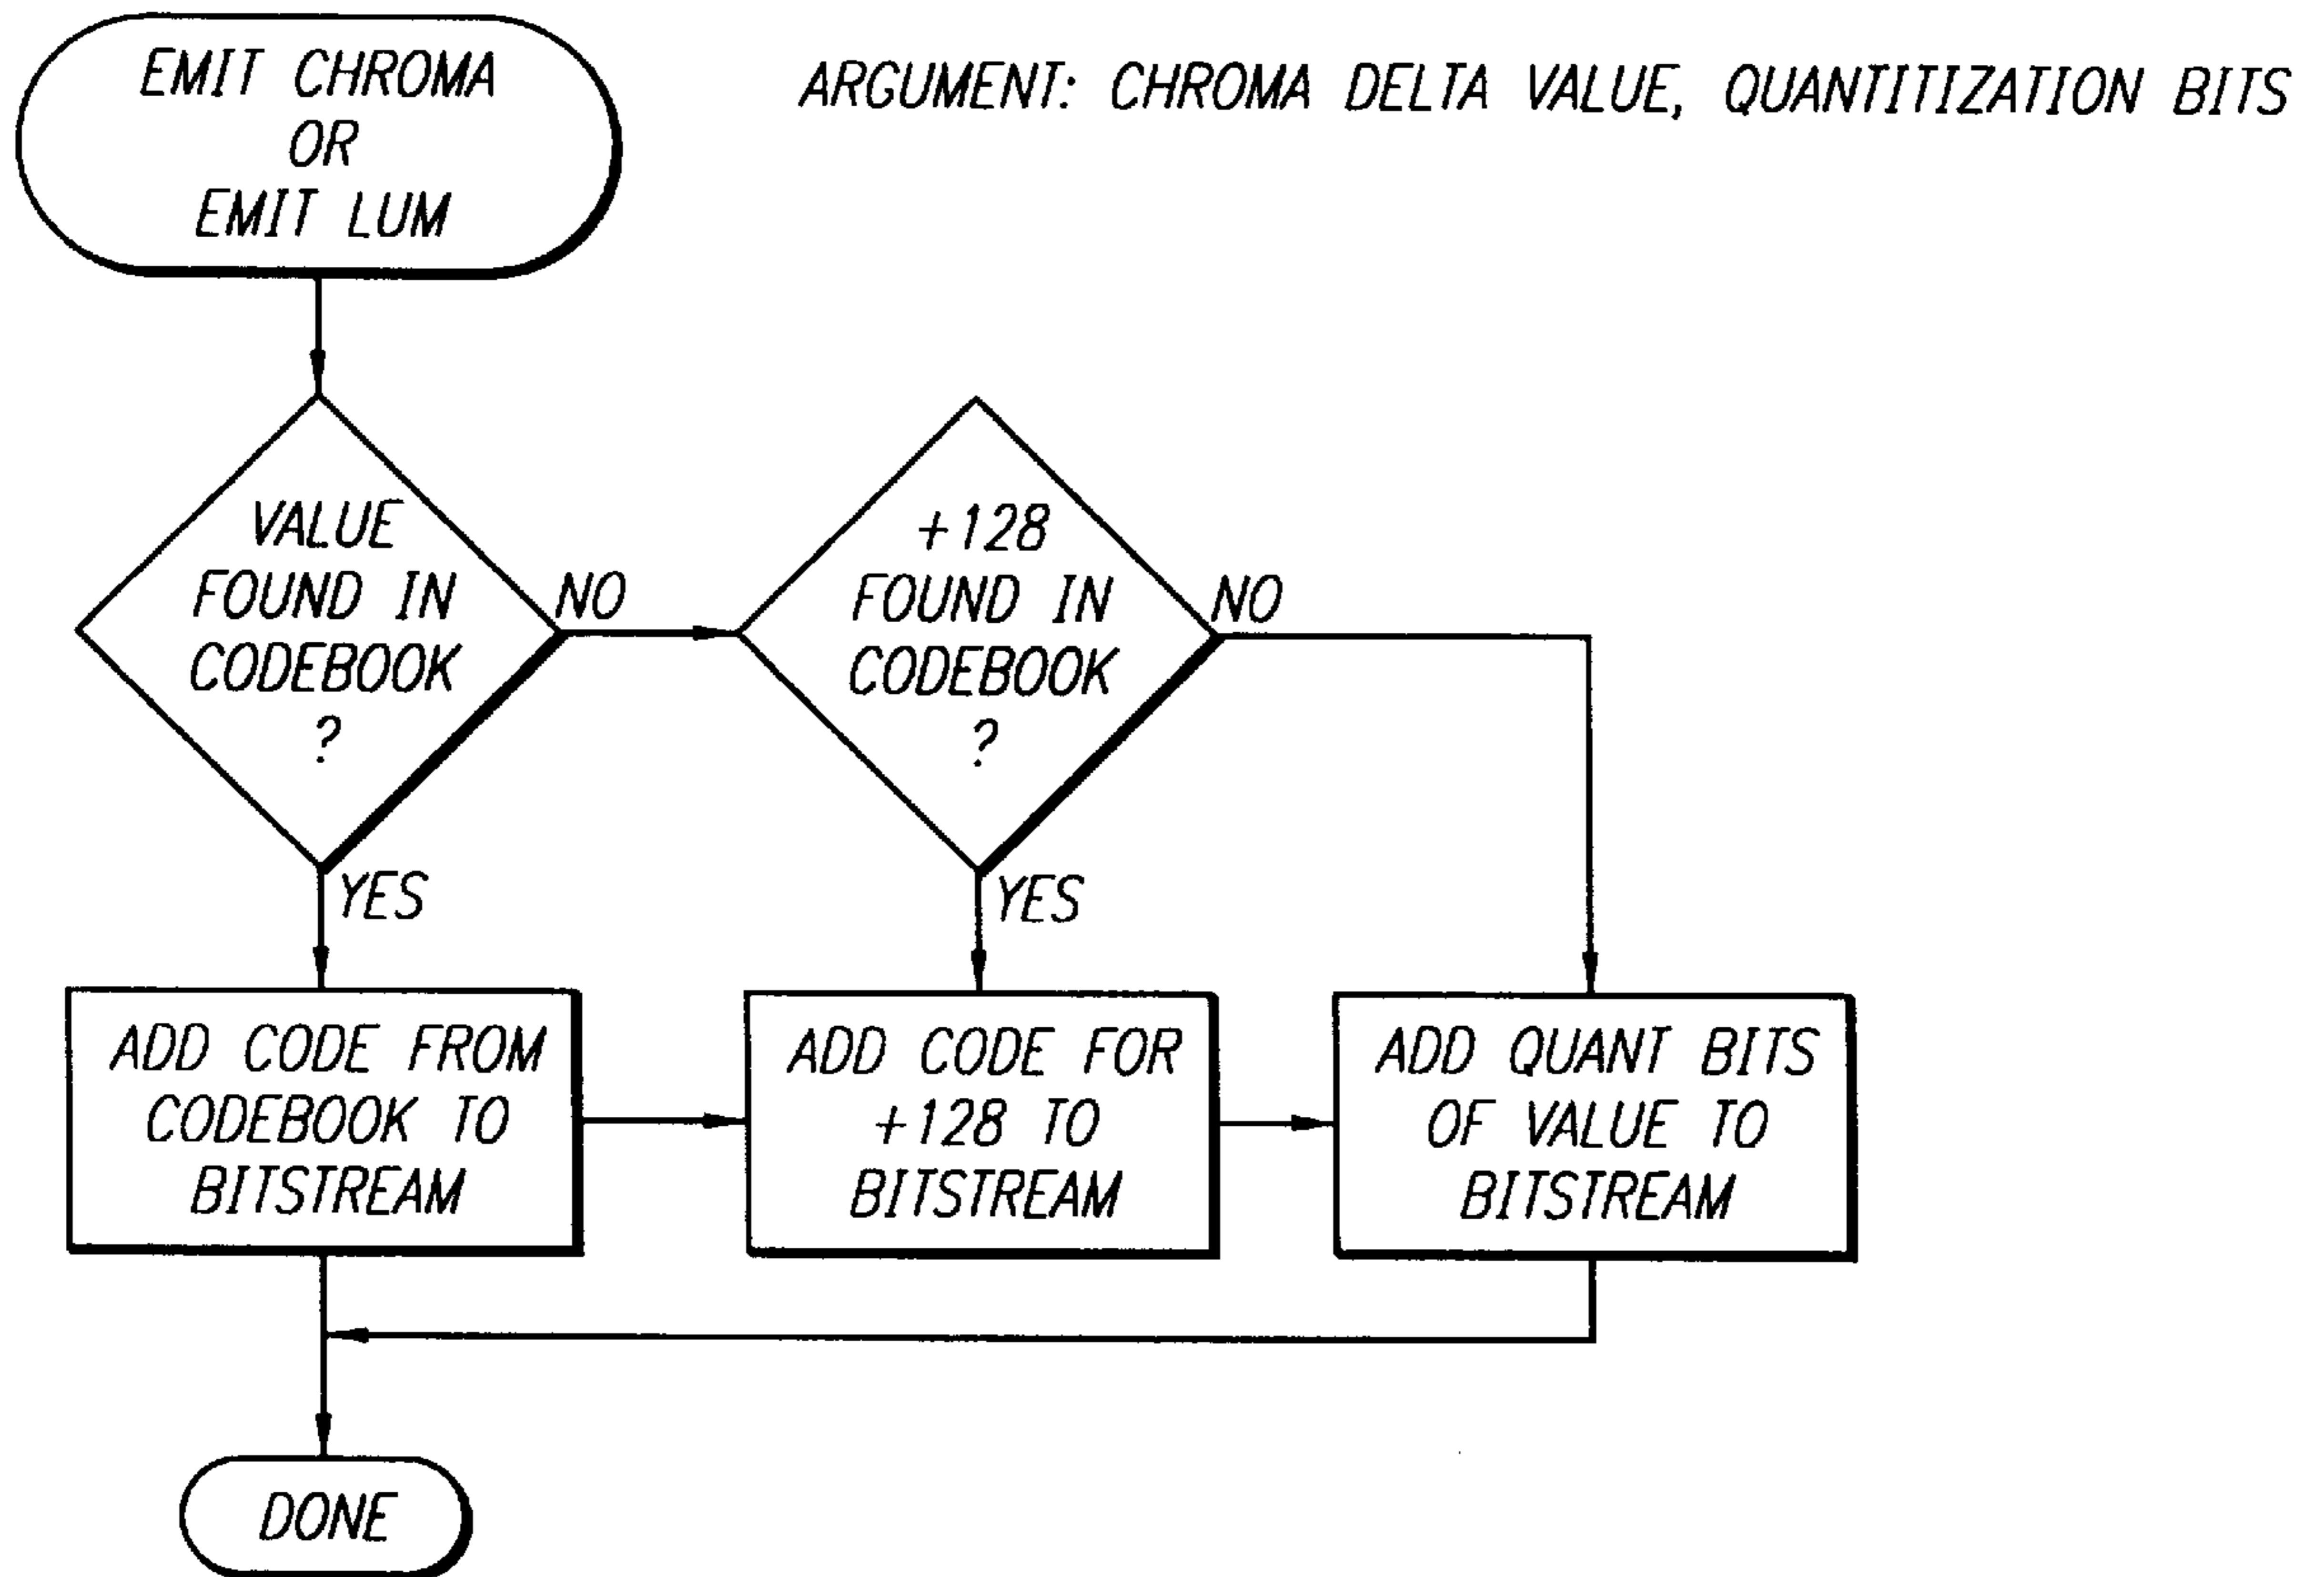 EMIT CHROMA
OR
EMIT LUM
ARGUMENT: CHROMA DELTA VALUE, QUANTITIZATION BITS
VALUE
FOUND IN
CODEBOOK
?
NO
YES
+128
FOUND IN
CODEBOOK
?
NO
YES
ADD CODE FROM
CODEBOOK TO
BITSTREAM
ADD CODE FOR
+128 TO
BITSTREAM
ADD QUANT BITS
OF VALUE TO
BITSTREAM
DONE